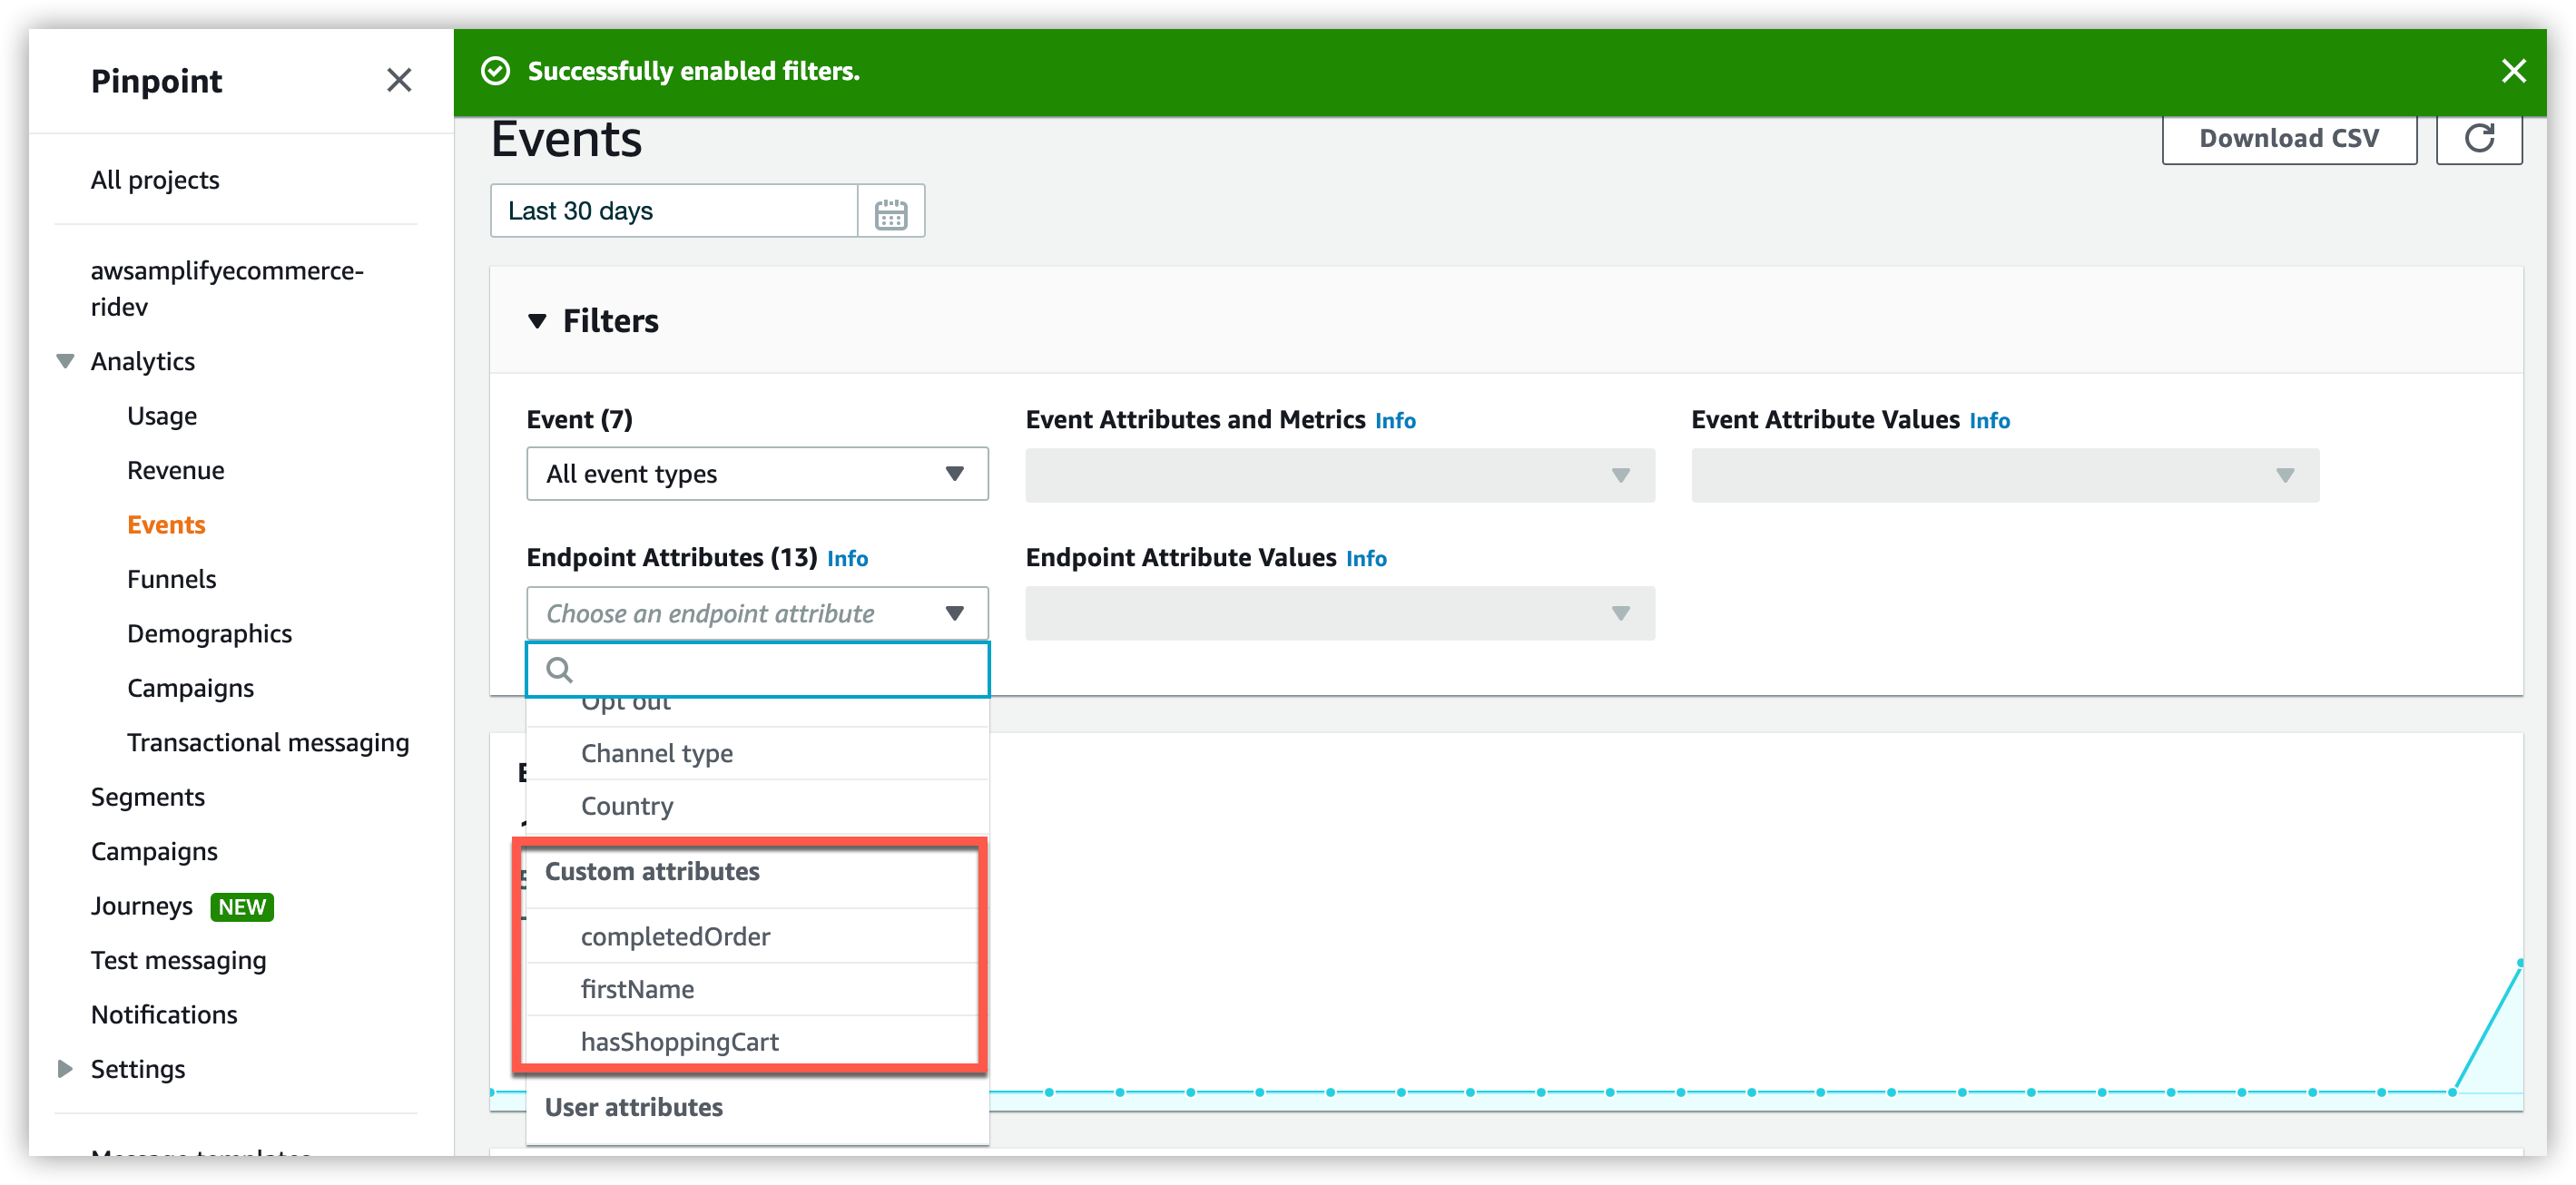 Pinpoint
All projects
awsamplifyecommerce-
ridev
Analytics
Usage
Revenue
Events
Funnels
Demographics
Campaigns
Transactional messaging
Segments
Campaigns
Journeys NEW
Test messaging
Notifications
Settings
Message templates
Successfully enabled filters.
Events
Download CSV
Last 30 days
Filters
Event (7)
All event types
Event Attributes and Metrics Info
Event Attribute Values Info
Endpoint Attributes (13) Info
Choose an endpoint attribute
Endpoint Attribute Values Info
Opt out
Channel type
Country
Custom attributes
completedOrder
firstName
hasShoppingCart
User attributes